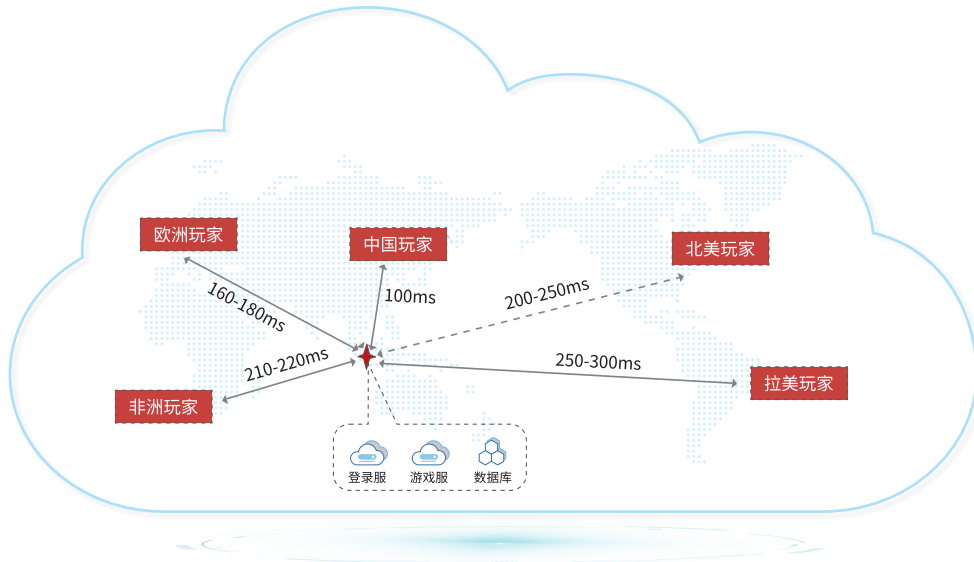 欧洲玩家
中国玩家
北美玩家
160-180ms
100ms
200-250ms
210-220ms
250-300ms
非洲玩家
拉美玩家
登录服
游戏服
数据库